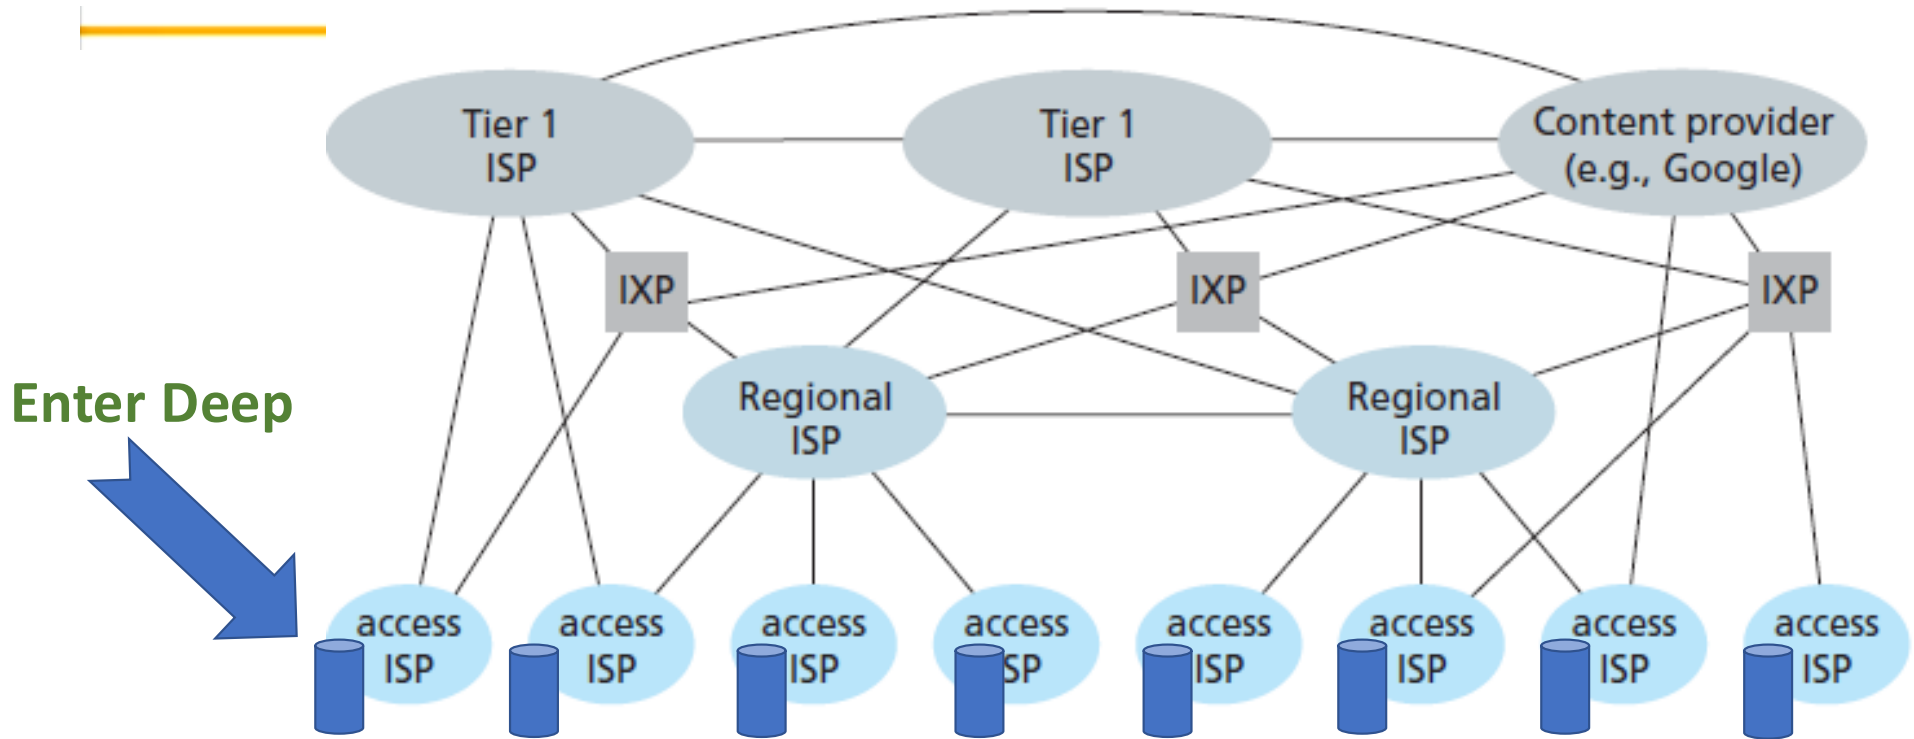 Tier 1
ISP
Tier 1
ISP
Content provider
(e.g., Google)
IXP
IXP
IXP
Enter Deep
Regional
ISP
Regional
ISP
access
ISP
access
ISP
access
ISP
access
SP
access
ISP
access
ISP
access
ISP
access
ISP